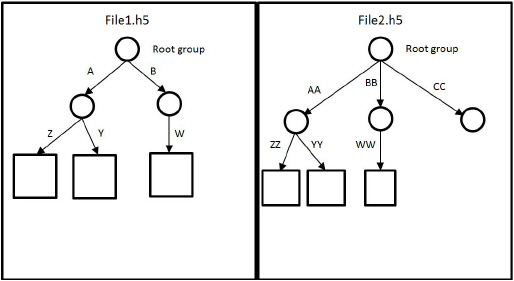 File1.h5
Root group
A
B
Z
Y
W
File2.h5
Root group
AA
BB
CC
ZZ
YY
WW